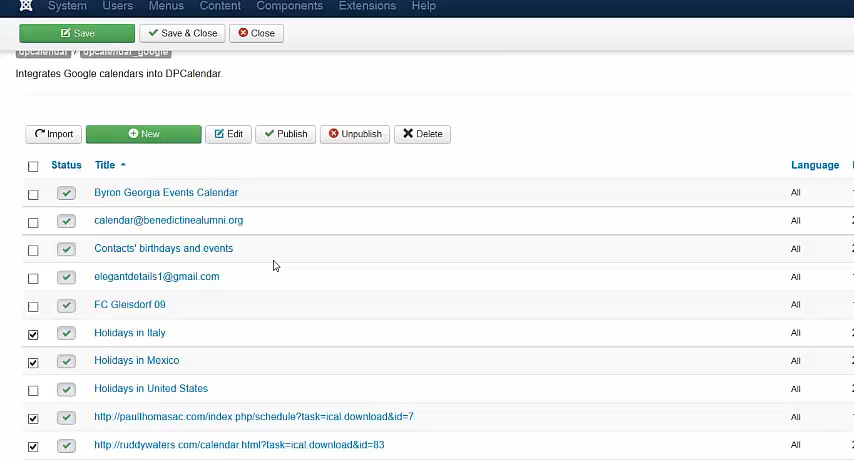 System Users Menus Content Components Extensions Help
Save Save & Close Close
dpcalendar / dpcalendar_google
Integrates Google calendars into DPCalendar.
Import New Edit Publish Unpublish Delete
Status Title Language
Byron Georgia Events Calendar All
calendar@benedictinealumni.org All
Contacts' birthdays and events All
elegantdetails1@gmail.com All
FC Gleisdorf 09 All
Holidays in Italy All
Holidays in Mexico All
Holidays in United States All
http://paulthomasac.com/index.php/schedule?task=ical.download&id=7 All
http://ruddywaters.com/calendar.html?task=ical.download&id=83 All